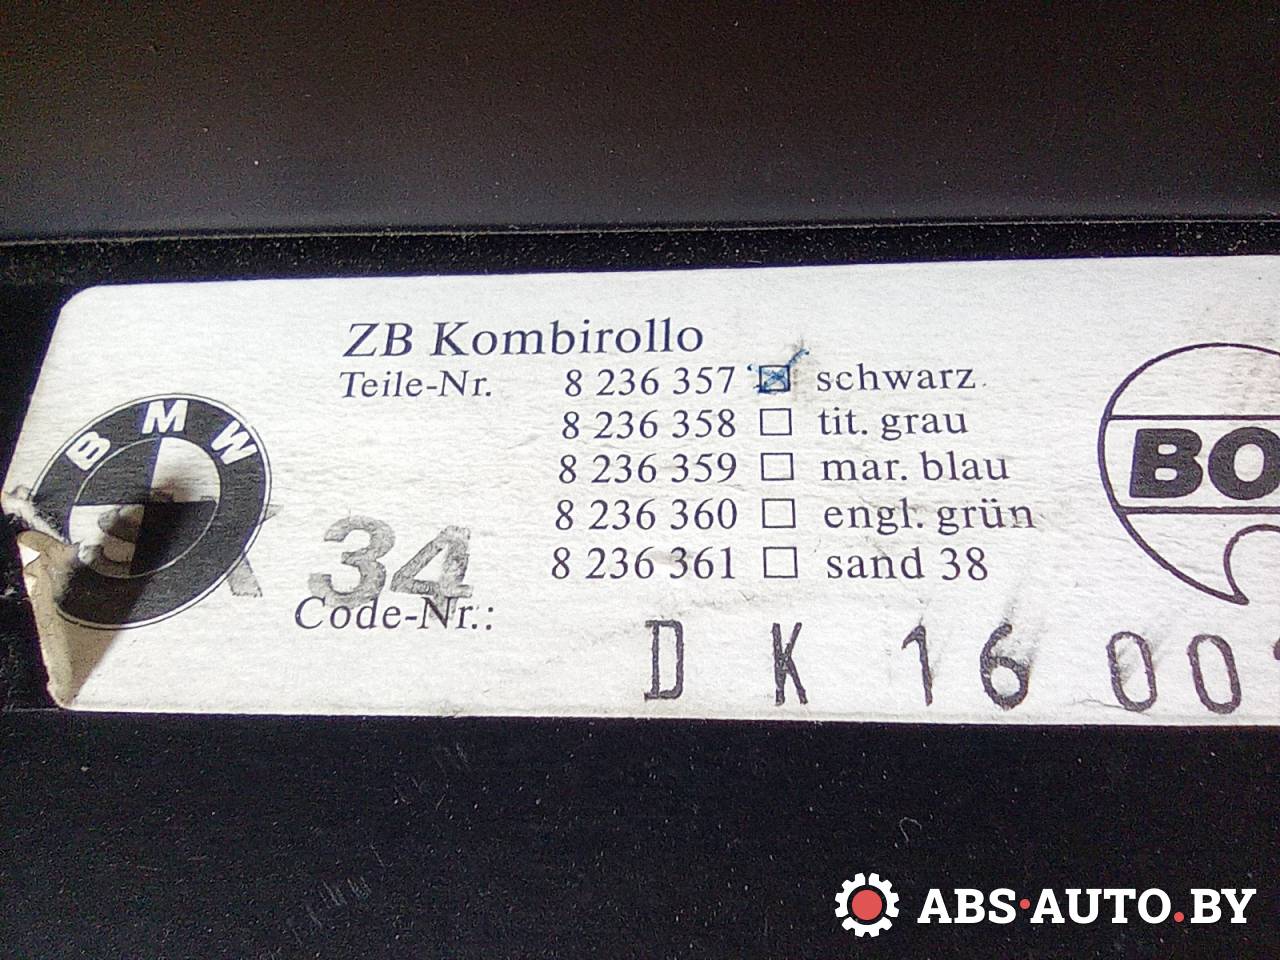 ZB Kombirollo
Teile-Nr. 8 236 357 schwarz
8 236 358 tit. grau
8 236 359 mar. blau
8 236 360 engl. grün
8 236 361 sand 38
BMW
34
Code-Nr.:
D K 16 00
BO
ABS·AUTO.BY